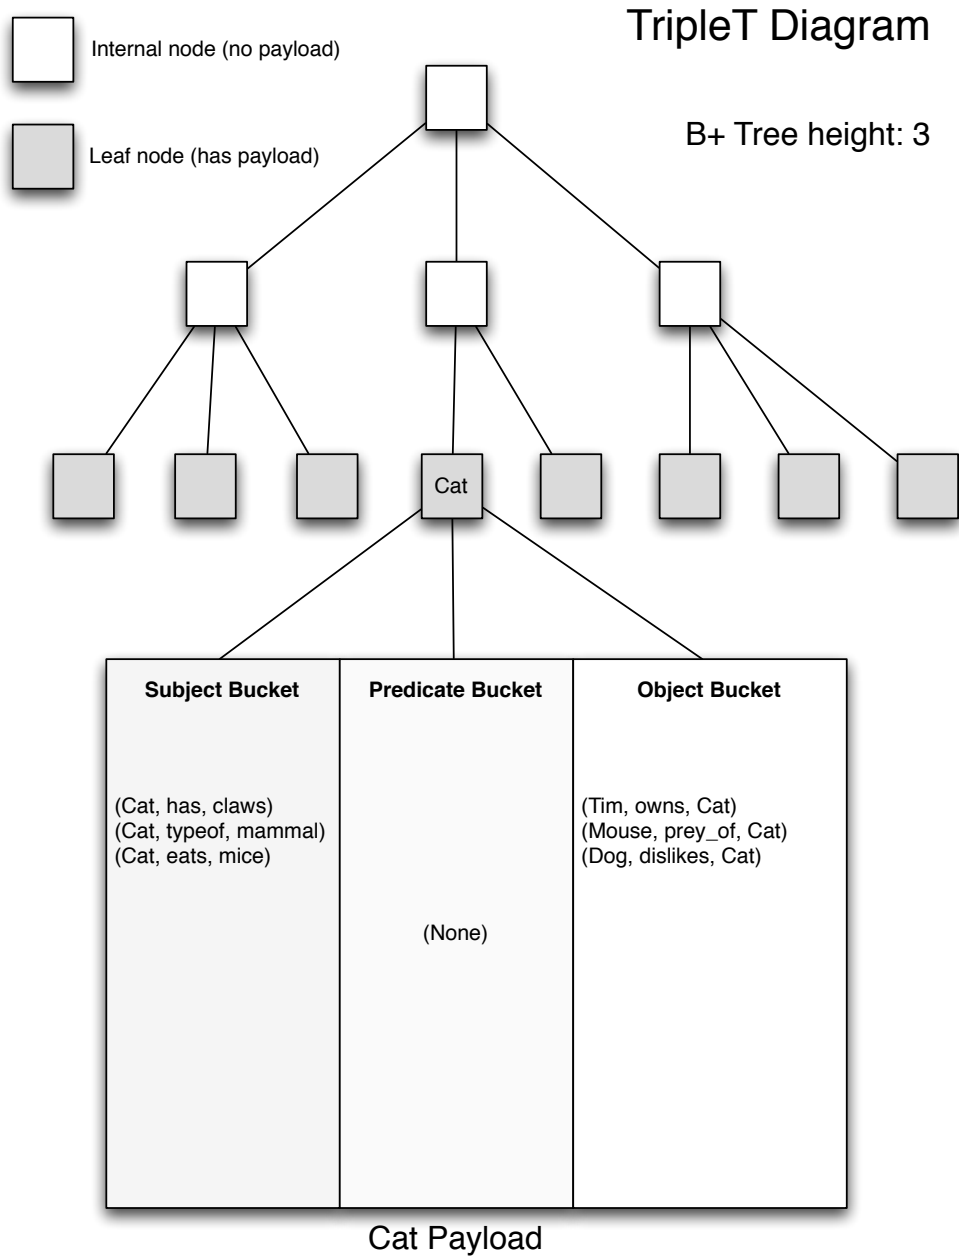 TripleT Diagram
Internal node (no payload)
B+ Tree height: 3
Leaf node (has payload)
Cat
Subject Bucket
(Cat, has, claws)
(Cat, typeof, mammal)
(Cat, eats, mice)
Predicate Bucket
(None)
Object Bucket
(Tim, owns, Cat)
(Mouse, prey_of, Cat)
(Dog, dislikes, Cat)
Cat Payload